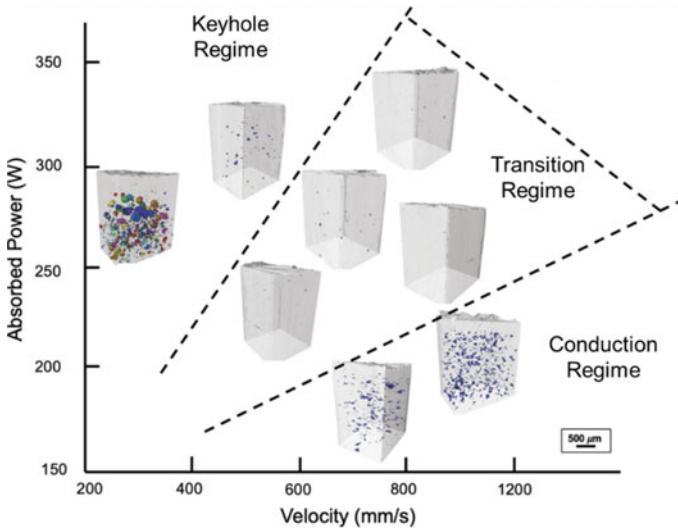 Keyhole
Regime
350
300
250
200
150
Absorbed Power (W)
Transition
Regime
Conduction
Regime
500 μm
200
400
600
800
1200
Velocity (mm/s)